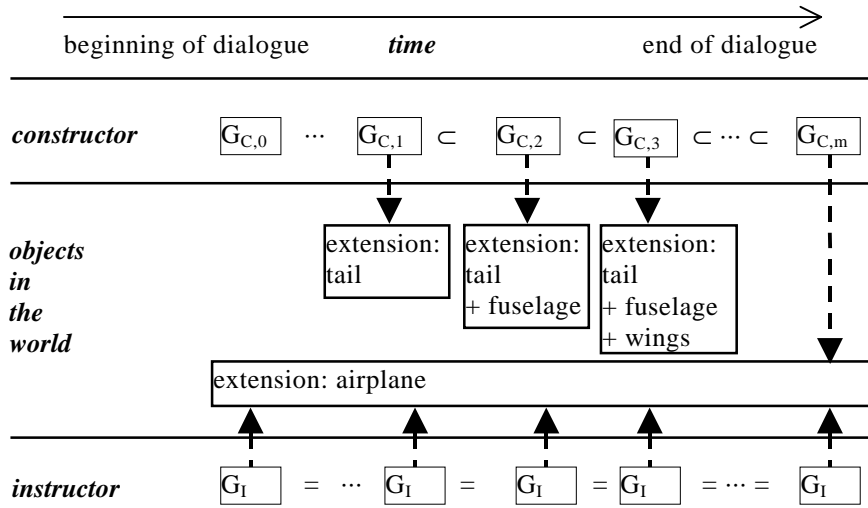 beginning of dialogue time end of dialogue
constructor G_C,0 ··· G_C,1 ⊂ G_C,2 ⊂ G_C,3 ⊂ ··· ⊂ G_C,m
objects
in
the
world
extension:
tail
extension:
tail
+ fuselage
extension:
tail
+ fuselage
+ wings
extension: airplane
instructor G_I = ··· G_I = G_I = G_I = ··· = G_I